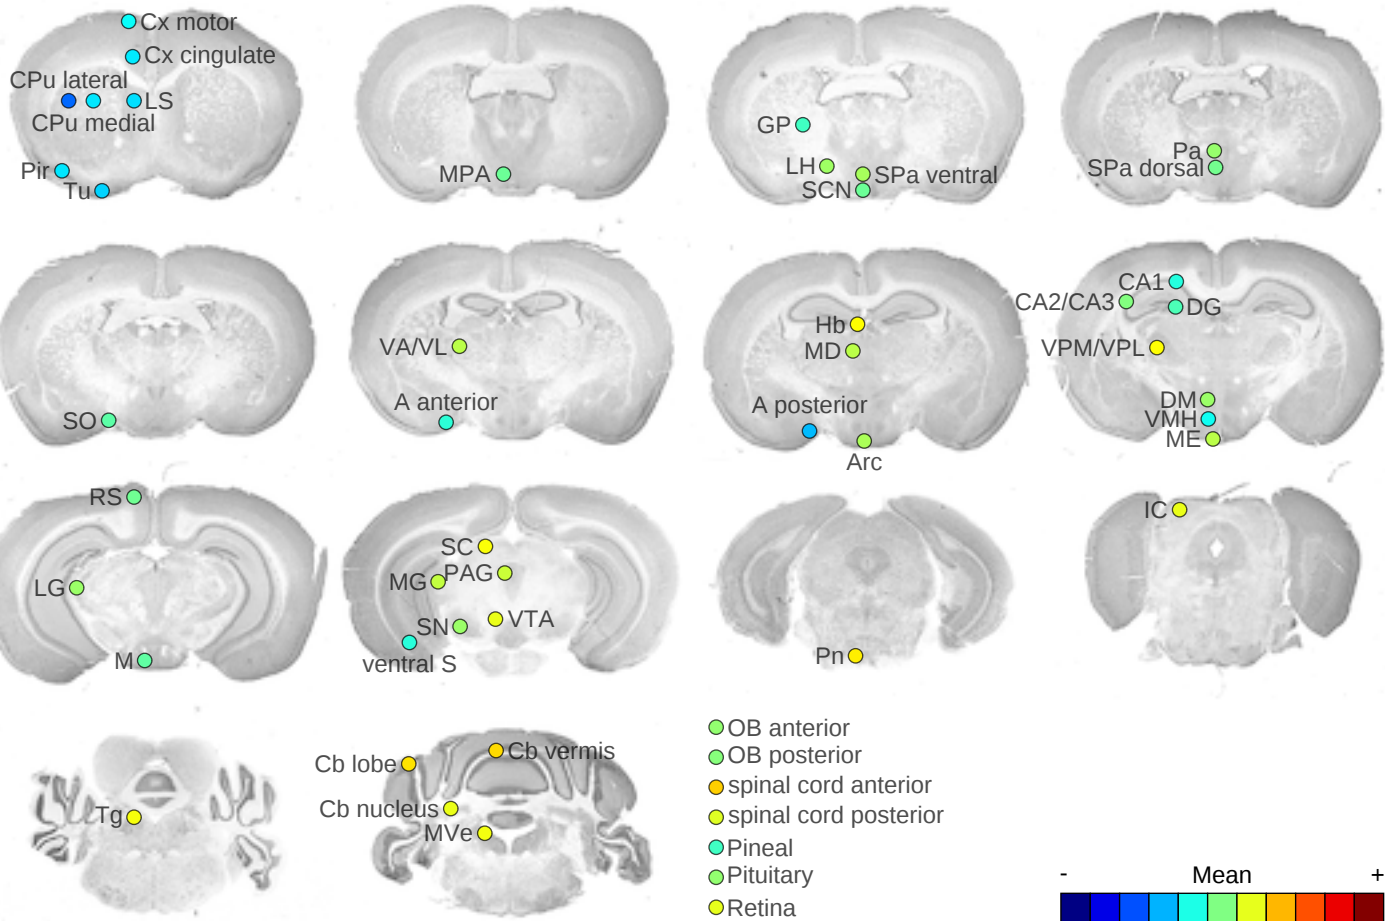 Cx motor
Cx cingulate
CPu lateral
LS
CPu medial
Pir
Tu
MPA
GP
LH
SPa ventral
SCN
Pa
SPa dorsal
SO
VA/VL
A anterior
Hb
MD
A posterior
Arc
CA1
CA2/CA3
DG
VPM/VPL
DM
VMH
ME
RS
LG
M
SC
MG
PAG
SN
VTA
ventral S
Pn
IC
Tg
Cb lobe
Cb vermis
Cb nucleus
MVe
OB anterior
OB posterior
spinal cord anterior
spinal cord posterior
Pineal
Pituitary
Retina
- Mean +